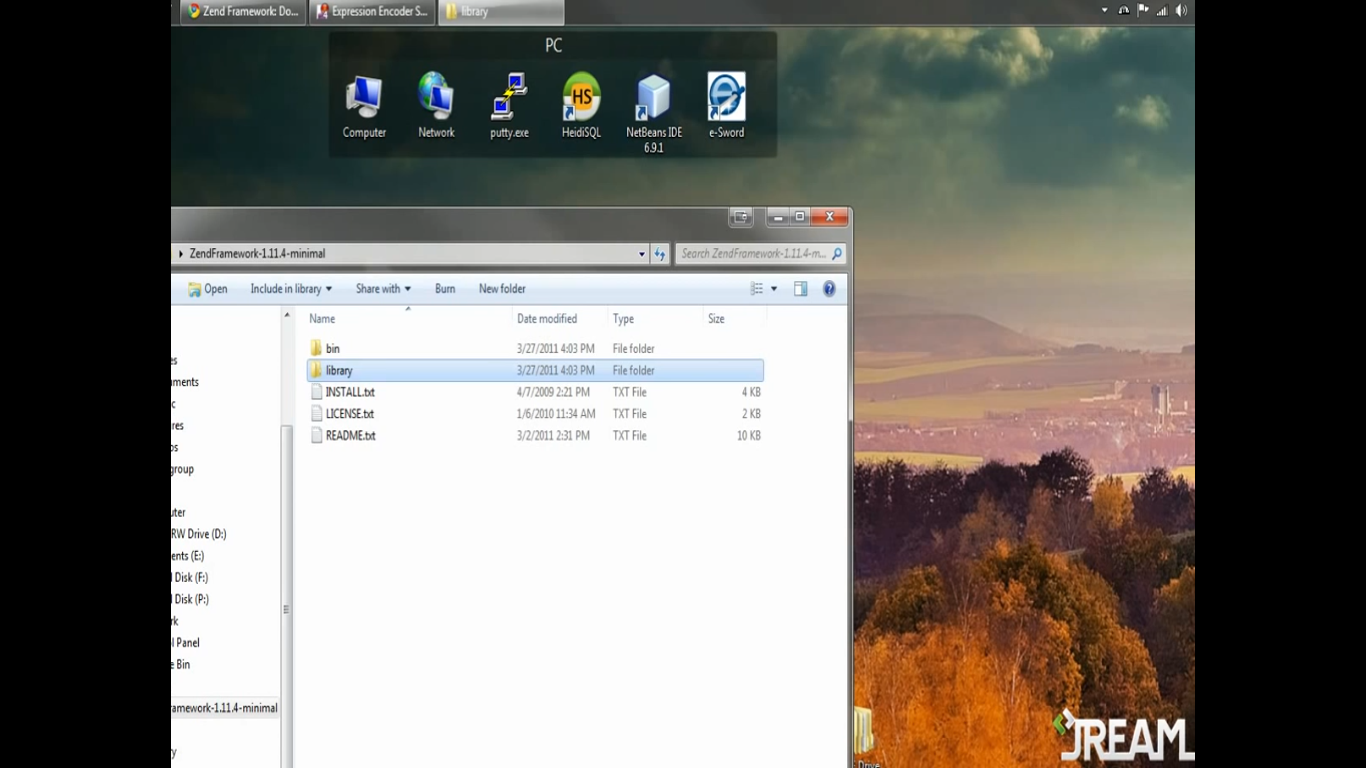 Zend Framework: Do...
Expression Encoder S...
library
PC
Computer
Network
putty.exe
HeidiSQL
NetBeans IDE
6.9.1
e-Sword
HS
ZendFramework-1.11.4-minimal
Search ZendFramework-1.11.4-m...
Open
Include in library
Share with
Burn
New folder
Name
Date modified
Type
Size
bin 3/27/2011 4:03 PM File folder
library 3/27/2011 4:03 PM File folder
INSTALL.txt 4/7/2009 2:21 PM TXT File 4 KB
LICENSE.txt 1/6/2010 11:34 AM TXT File 2 KB
README.txt 3/2/2011 2:31 PM TXT File 10 KB
es
ments
c
res
os
group
uter
RW Drive (D:)
ents (E:)
l Disk (F:)
l Disk (P:)
rk
l Panel
e Bin
amework-1.11.4-minimal
ry
Drive
JREAM